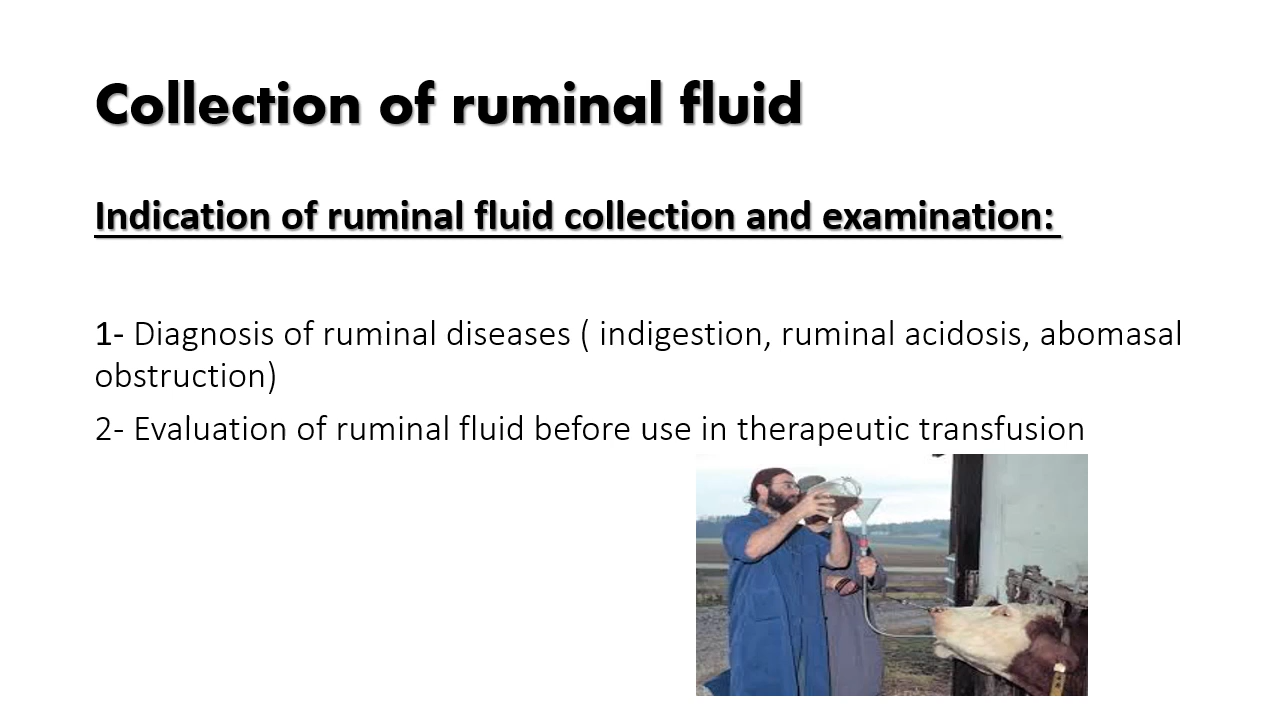 Collection of ruminal fluid
Indication of ruminal fluid collection and examination:
1- Diagnosis of ruminal diseases ( indigestion, ruminal acidosis, abomasal
obstruction)
2- Evaluation of ruminal fluid before use in therapeutic transfusion